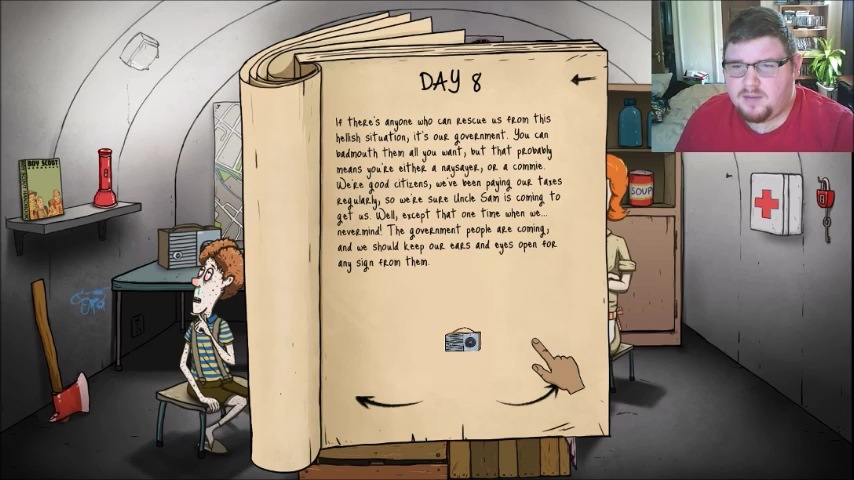 DAY 8
If there's anyone who can rescue us from this
hellish situation, it's our government. You can
badmouth them all you want, but that probably
means you're either a naysayer, or a commie.
We're good citizens, we've been paying our taxes
regularly, so we're sure Uncle Sam is coming to
get us. Well, except that one time when we...
nevermind! The government people are coming,
and we should keep our ears and eyes open for
any sign from them.
BOY SCOUT
SOUP